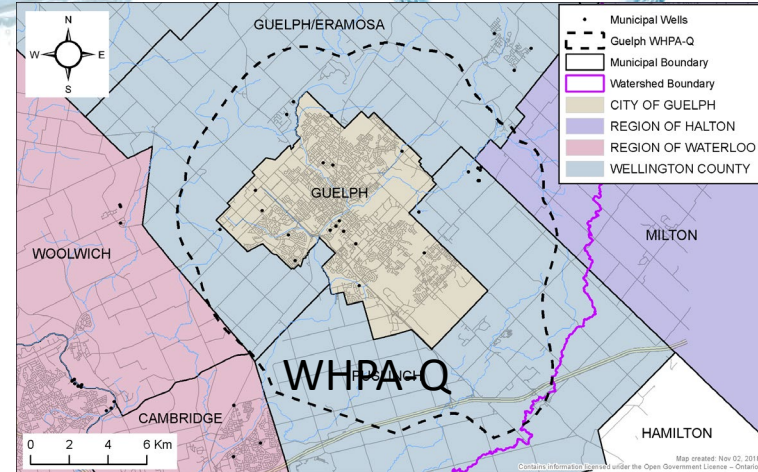 GUELPH/ERAMOSA
N
W E
S
Municipal Wells
Guelph WHPA-Q
Municipal Boundary
Watershed Boundary
CITY OF GUELPH
REGION OF HALTON
REGION OF WATERLOO
WELLINGTON COUNTY
GUELPH
WOOLWICH
MILTON
WHPA-Q
PUSLINCH
CAMBRIDGE
HAMILTON
0 2 4 6 Km
Map created: Nov 02, 2018
Contains information licensed under the Open Government Licence – Ontario